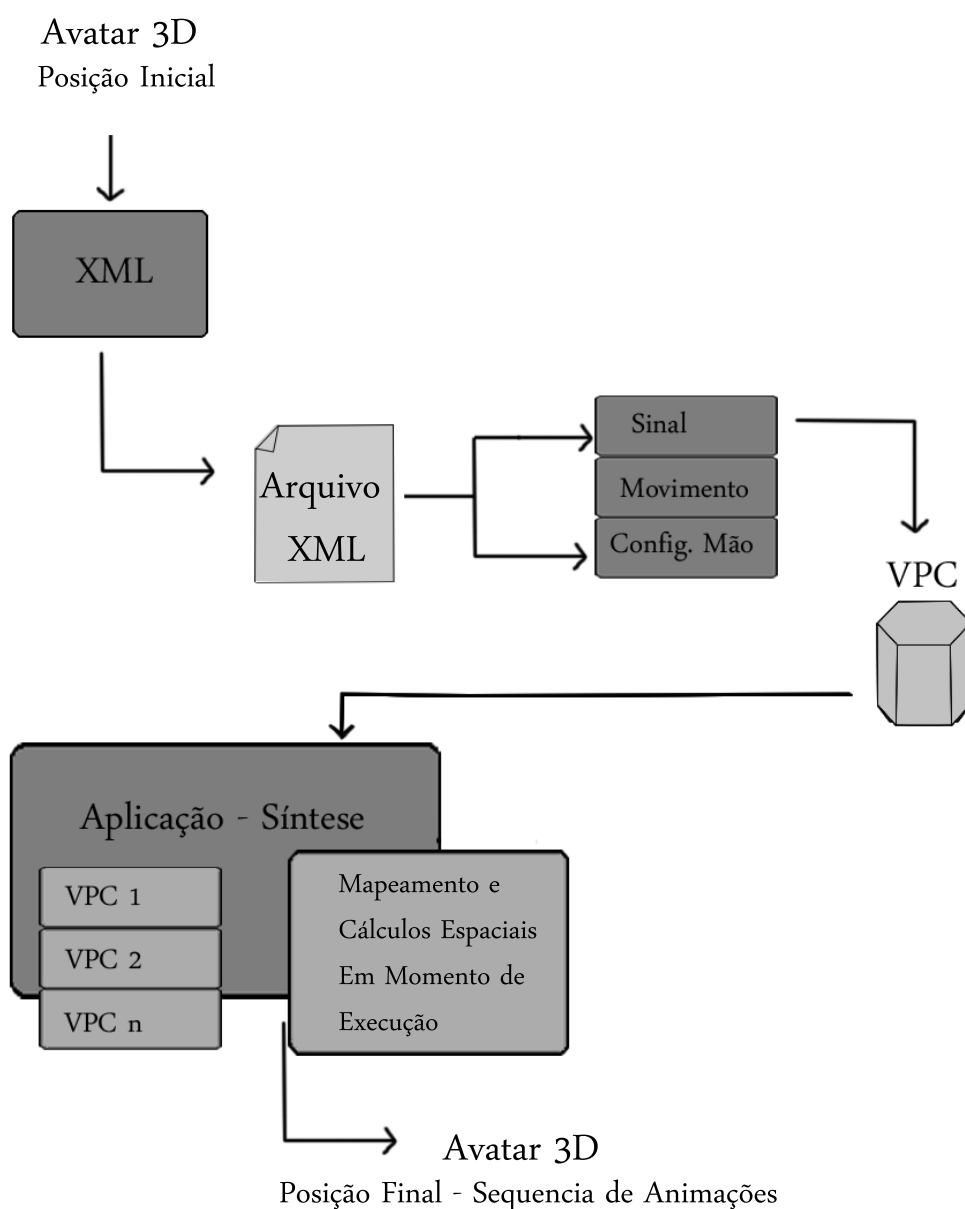 Avatar 3D
Posição Inicial
XML
Arquivo
XML
Sinal
Movimento
Config. Mão
VPC
Aplicação - Síntese
VPC 1
VPC 2
VPC n
Mapeamento e
Cálculos Espaciais
Em Momento de
Execução
Avatar 3D
Posição Final - Sequencia de Animações